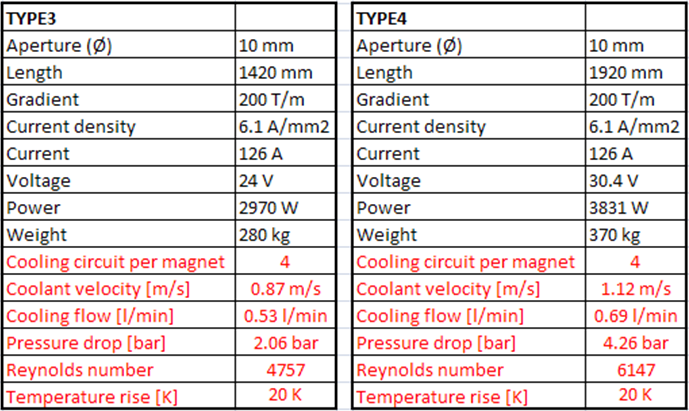 TYPE3
Aperture (Ø) 10 mm
Length 1420 mm
Gradient 200 T/m
Current density 6.1 A/mm2
Current 126 A
Voltage 24 V
Power 2970 W
Weight 280 kg
Cooling circuit per magnet 4
Coolant velocity [m/s] 0.87 m/s
Cooling flow [l/min] 0.53 l/min
Pressure drop [bar] 2.06 bar
Reynolds number 4757
Temperature rise [K] 20 K
TYPE4
Aperture (Ø) 10 mm
Length 1920 mm
Gradient 200 T/m
Current density 6.1 A/mm2
Current 126 A
Voltage 30.4 V
Power 3831 W
Weight 370 kg
Cooling circuit per magnet 4
Coolant velocity [m/s] 1.12 m/s
Cooling flow [l/min] 0.69 l/min
Pressure drop [bar] 4.26 bar
Reynolds number 6147
Temperature rise [K] 20 K